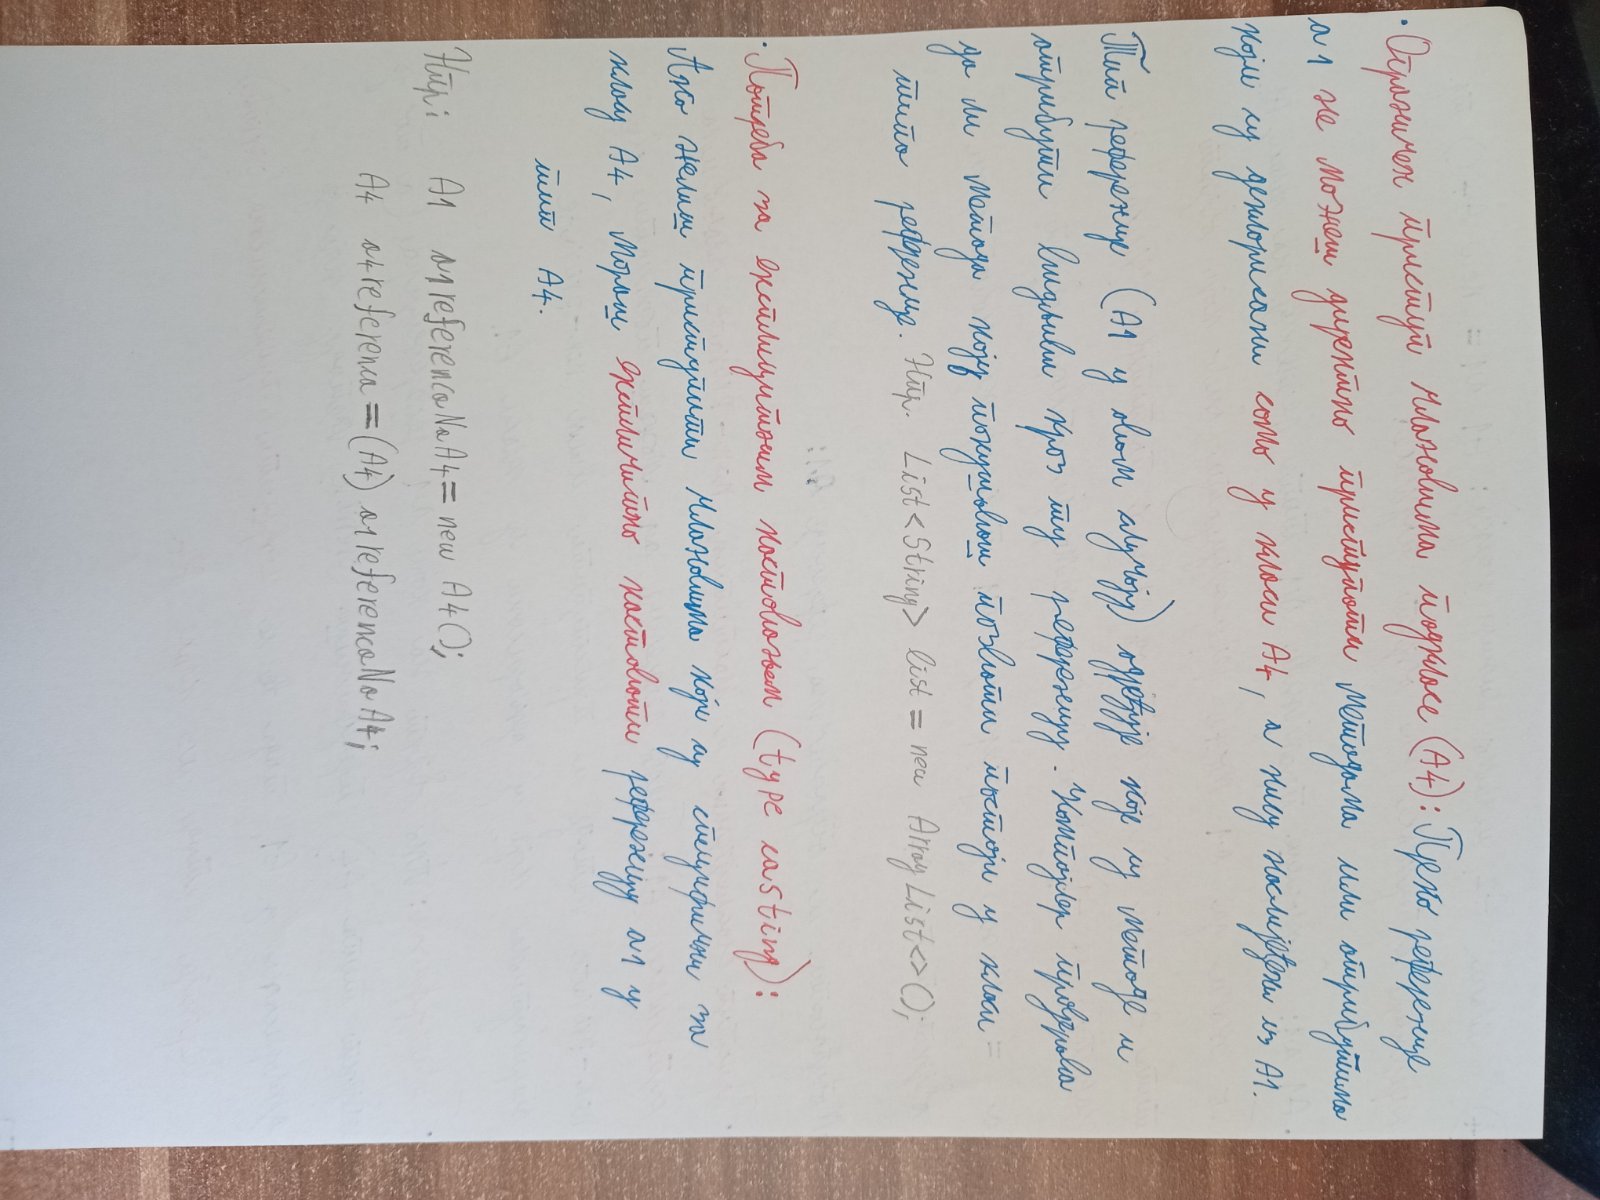 · Ограничен приступ члановима подкласе (A4): Преко референце
a1 не можеш директно приступати методама или атрибутима
који су декларисани само у класи A4, а нису наслијеђени из A1.
Тип референце (A1 у овом случају) одређује које су методе и
атрибути видљиви кроз ту референцу. Компајлер провјерава
да ли метода коју покушаваш позвати постоји у класи
типа референце. Нпр. List<String> list = new ArrayList<>();
· Потреба за експлицитним кастовањем (type casting):
Ако желиш приступити члановима који су специфични за
класу A4, мораш експлицитно кастовати референцу a1 у
тип A4.
Нпр: A1 a1referencaNaA4 = new A4();
A4 a4referenca = (A4) a1referencaNaA4;